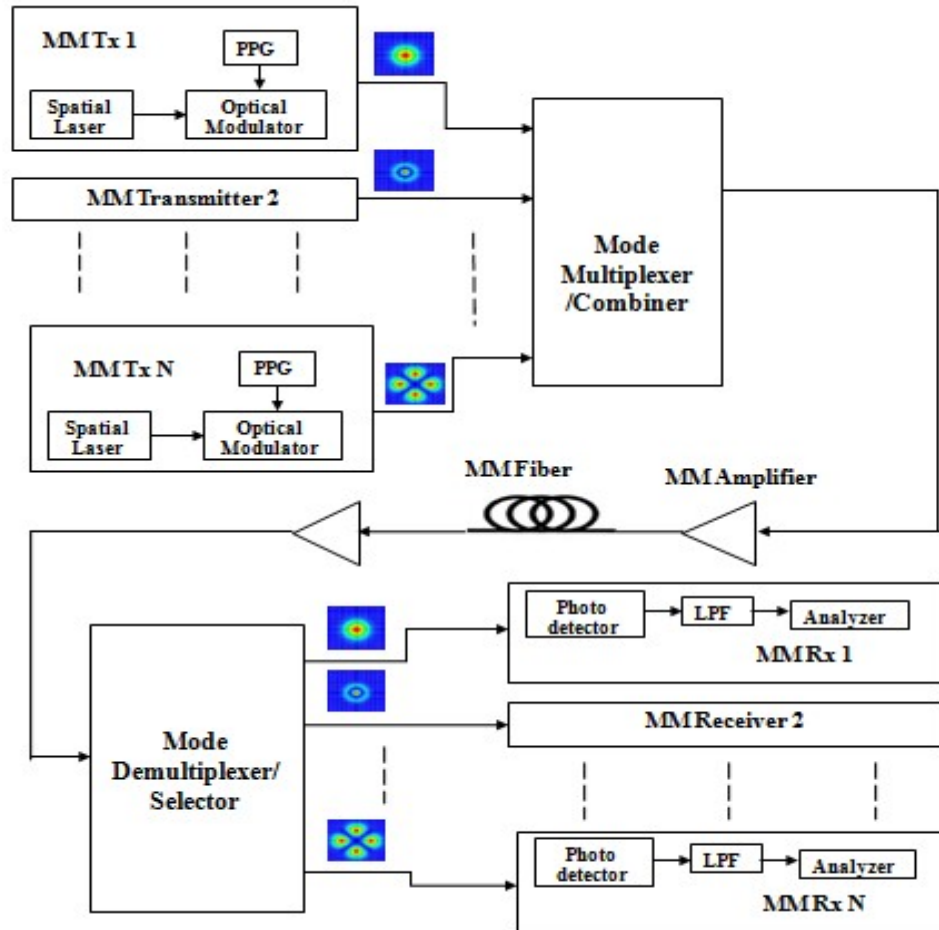 MM Tx 1
PPG
Spatial
Laser
Optical
Modulator
MM Transmitter 2
Mode
Multiplexer
/Combiner
MM Tx N
PPG
Spatial
Laser
Optical
Modulator
MM Fiber
MM Amplifier
Photo
detector
LPF
Analyzer
MM Rx 1
MM Receiver 2
Mode
Demultiplexer/
Selector
Photo
detector
LPF
Analyzer
MM Rx N